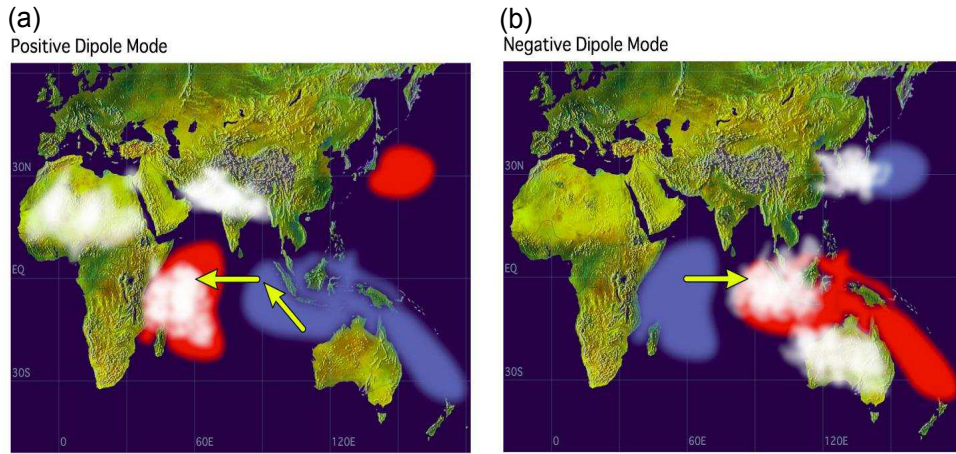 (a)
Positive Dipole Mode
30N
EQ
30S
0
60E
120E
(b)
Negative Dipole Mode
30N
EQ
30S
0
60E
120E